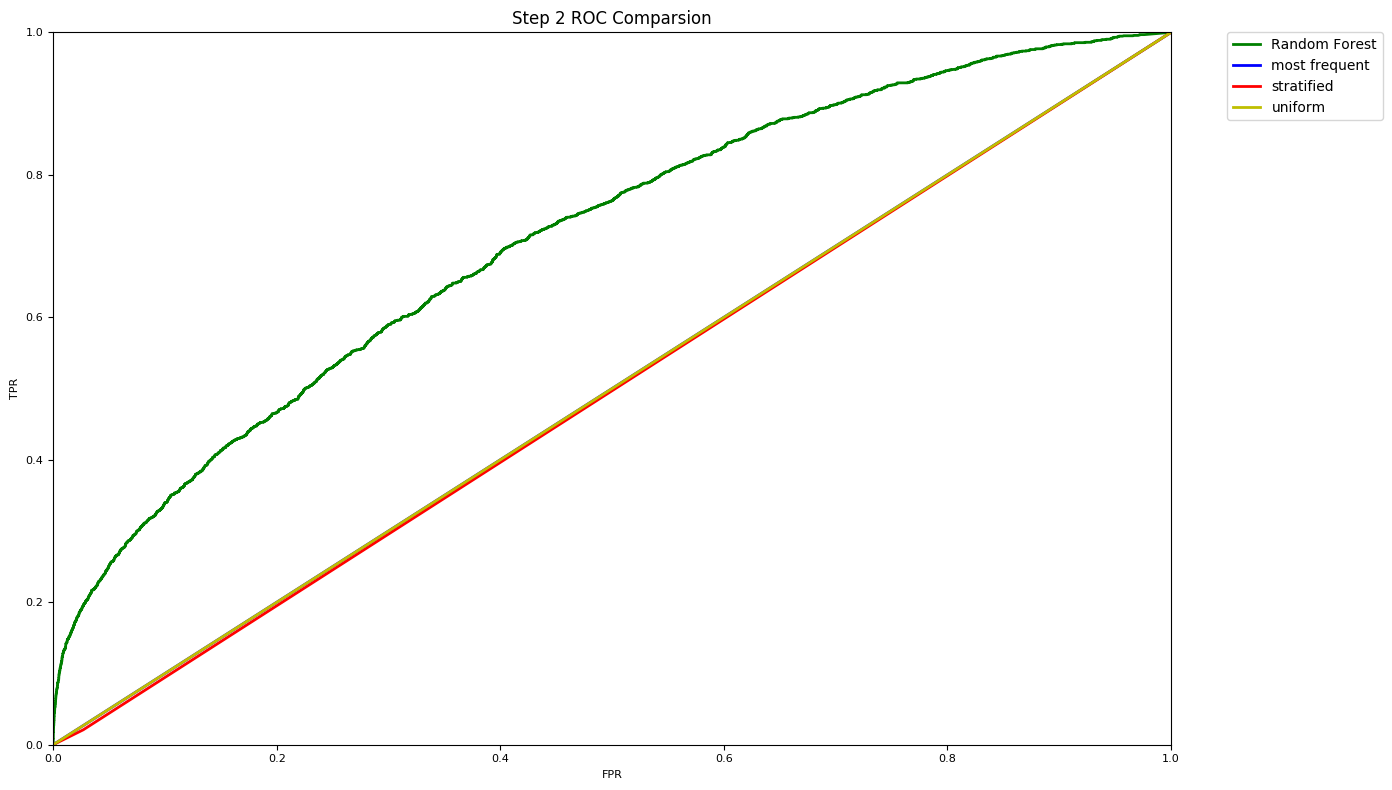 Step 2 ROC Comparsion
1.0
0.8
0.6
0.4
0.2
0.0
TPR
0.0 0.2 0.4 0.6 0.8 1.0
FPR
Random Forest
most frequent
stratified
uniform